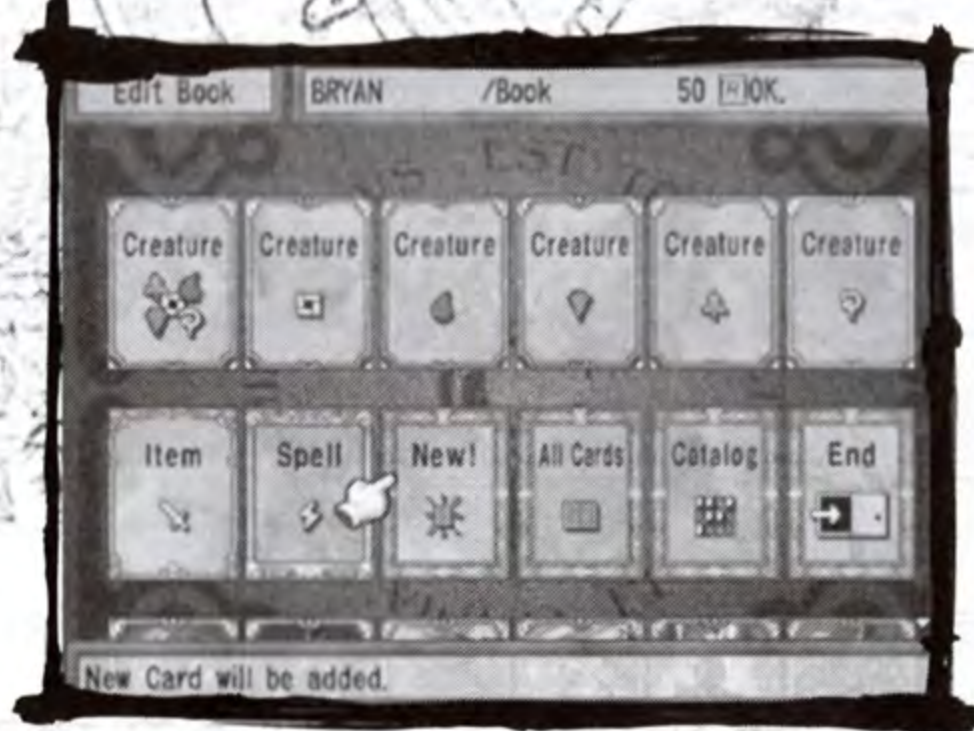 Edit Book
BRYAN /Book 50 [R]OK.
Creature Creature Creature Creature Creature Creature
Item Spell New! All Cards Catalog End
New Card will be added.